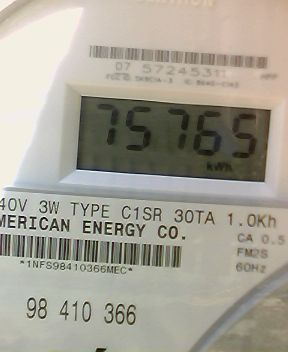 07 57245311
75765
kWh
40V 3W TYPE C1SR 30TA 1.0Kh
MERICAN ENERGY CO.
CA 0.5
FM2S
60Hz
*1NFS98410366MEC*
98 410 366